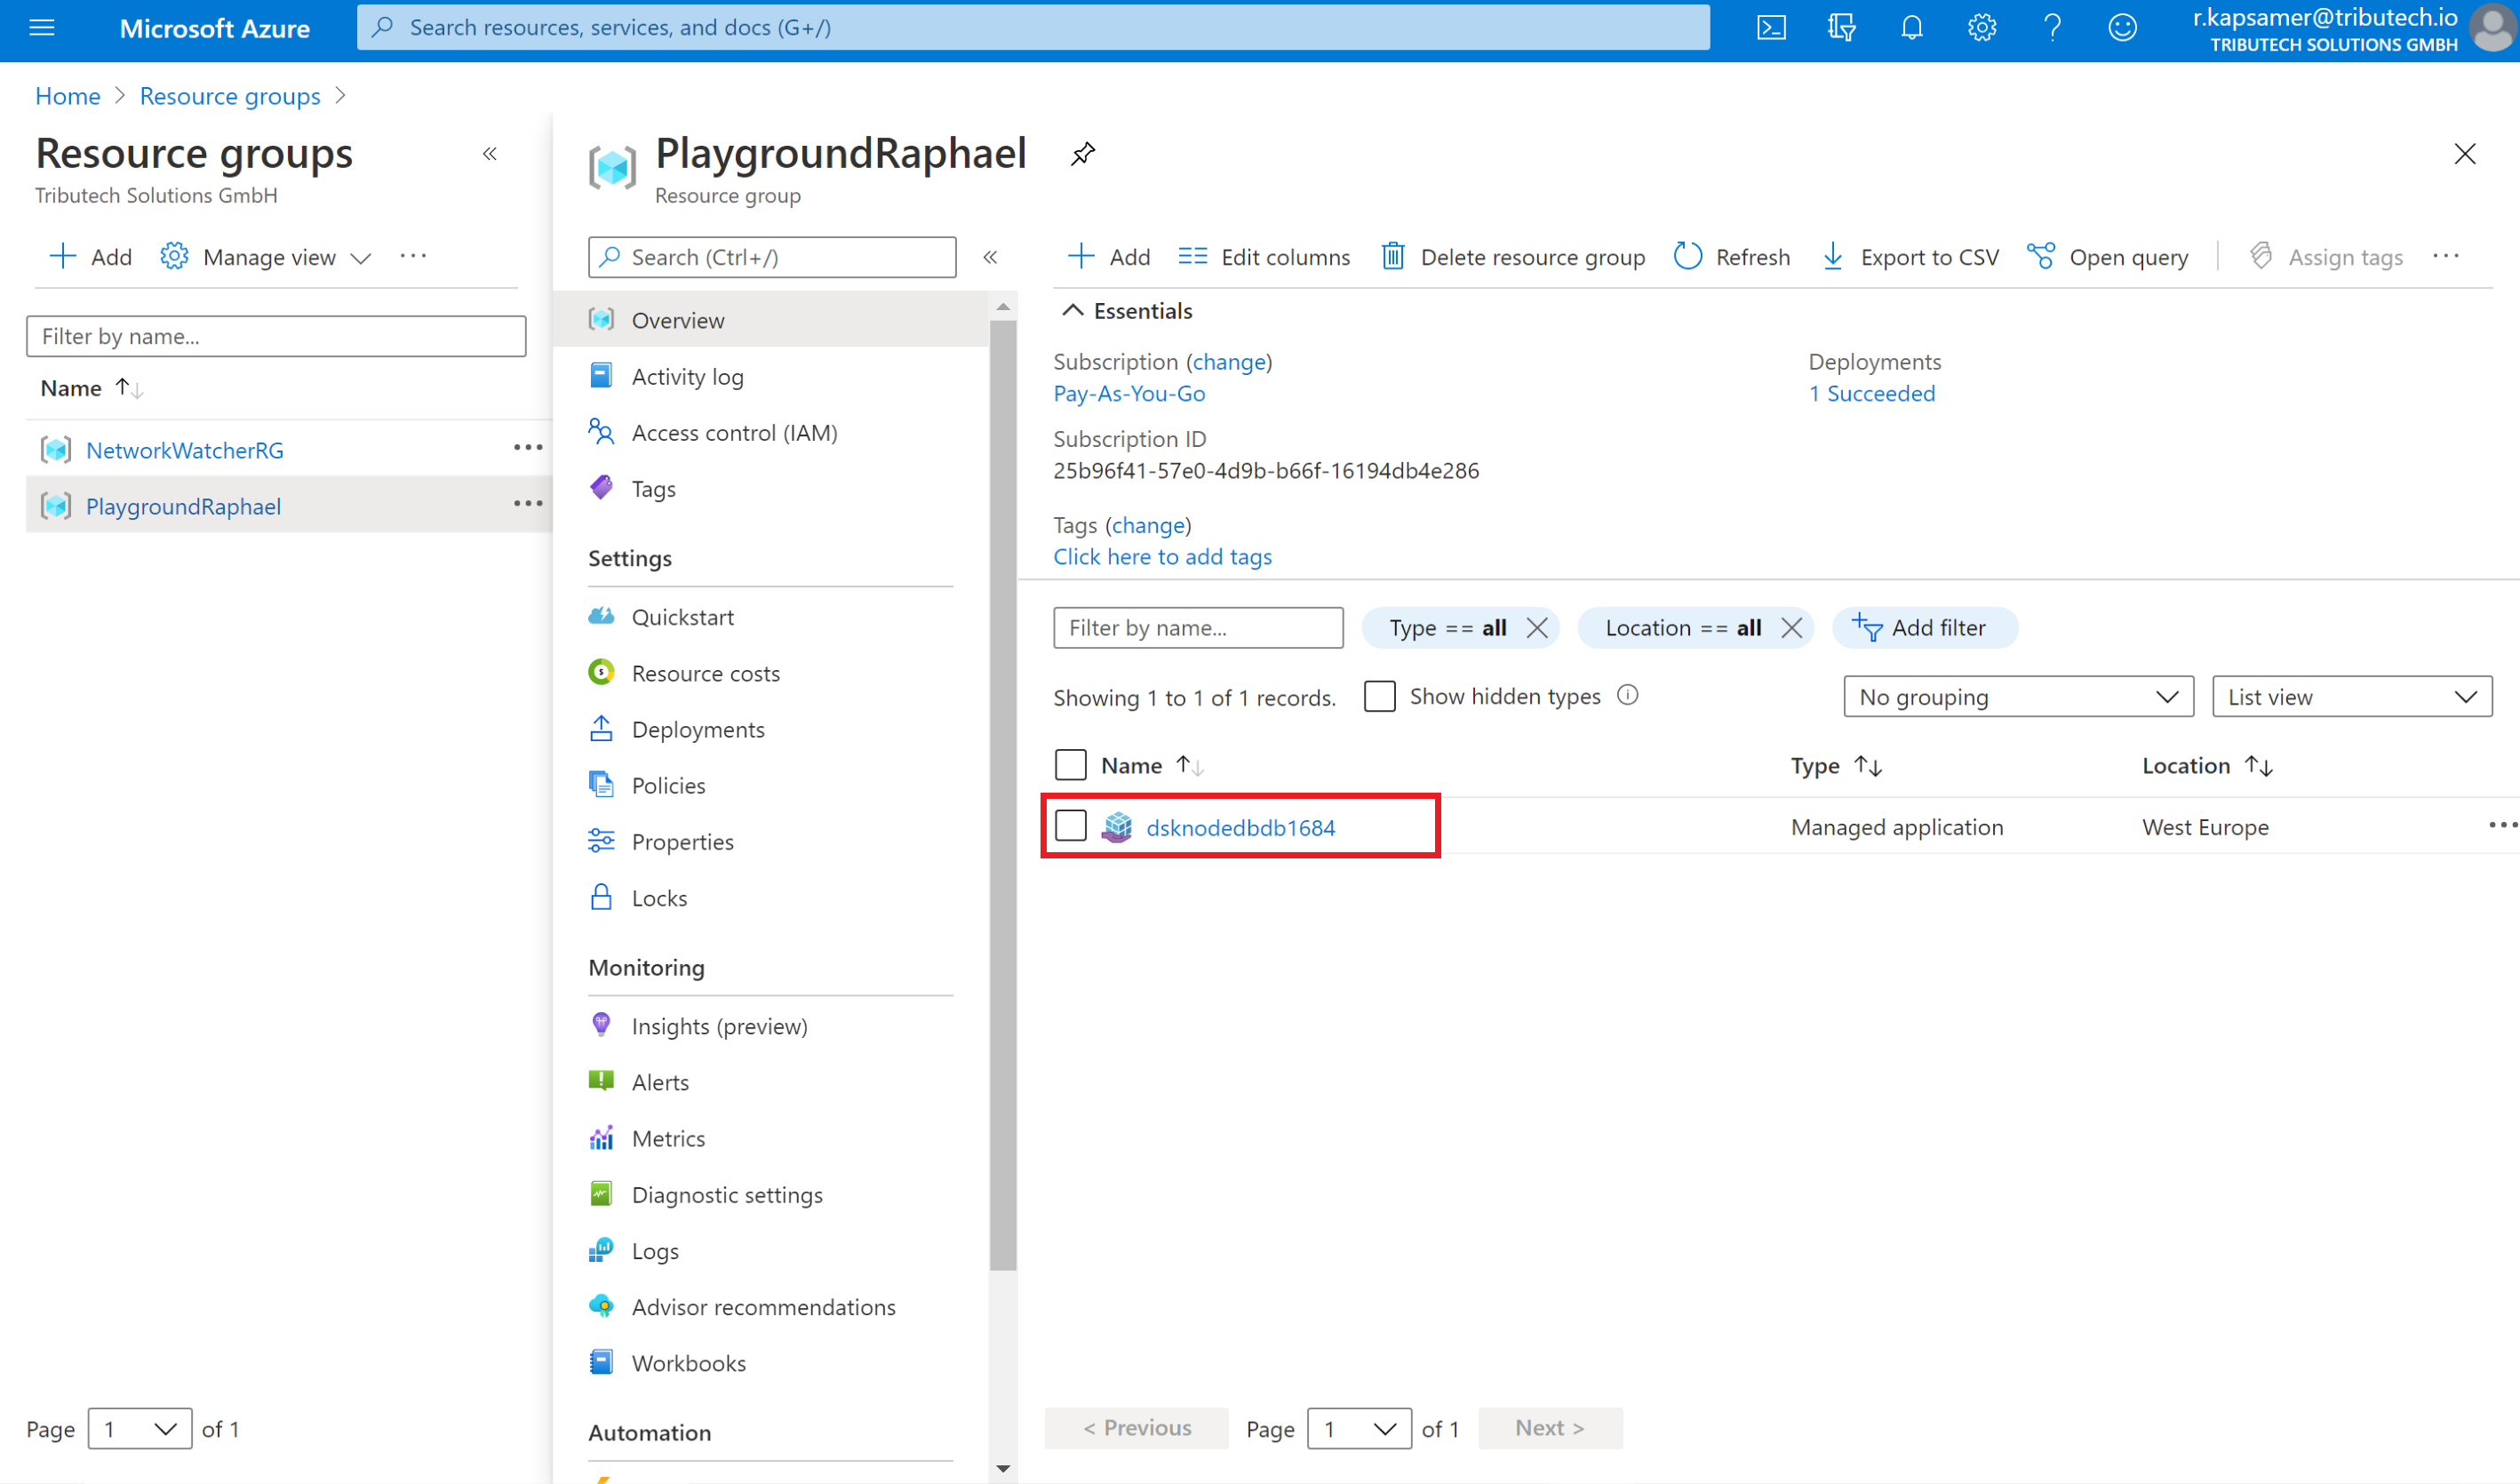 Microsoft Azure
Search resources, services, and docs (G+/)
r.kapsamer@tributech.io
TRIBUTECH SOLUTIONS GMBH
Home > Resource groups >
Resource groups
Tributech Solutions GmbH
Add
Manage view
Filter by name...
Name
NetworkWatcherRG
PlaygroundRaphael
Page 1 of 1
PlaygroundRaphael
Resource group
Search (Ctrl+/)
Overview
Activity log
Access control (IAM)
Tags
Settings
Quickstart
Resource costs
Deployments
Policies
Properties
Locks
Monitoring
Insights (preview)
Alerts
Metrics
Diagnostic settings
Logs
Advisor recommendations
Workbooks
Automation
Add
Edit columns
Delete resource group
Refresh
Export to CSV
Open query
Assign tags
Essentials
Subscription (change)
Pay-As-You-Go
Deployments
1 Succeeded
Subscription ID
25b96f41-57e0-4d9b-b66f-16194db4e286
Tags (change)
Click here to add tags
Filter by name...
Type == all
Location == all
Add filter
Showing 1 to 1 of 1 records.
Show hidden types
No grouping
List view
Name
Type
Location
dsknodedbdb1684
Managed application
West Europe
< Previous
Page 1 of 1
Next >